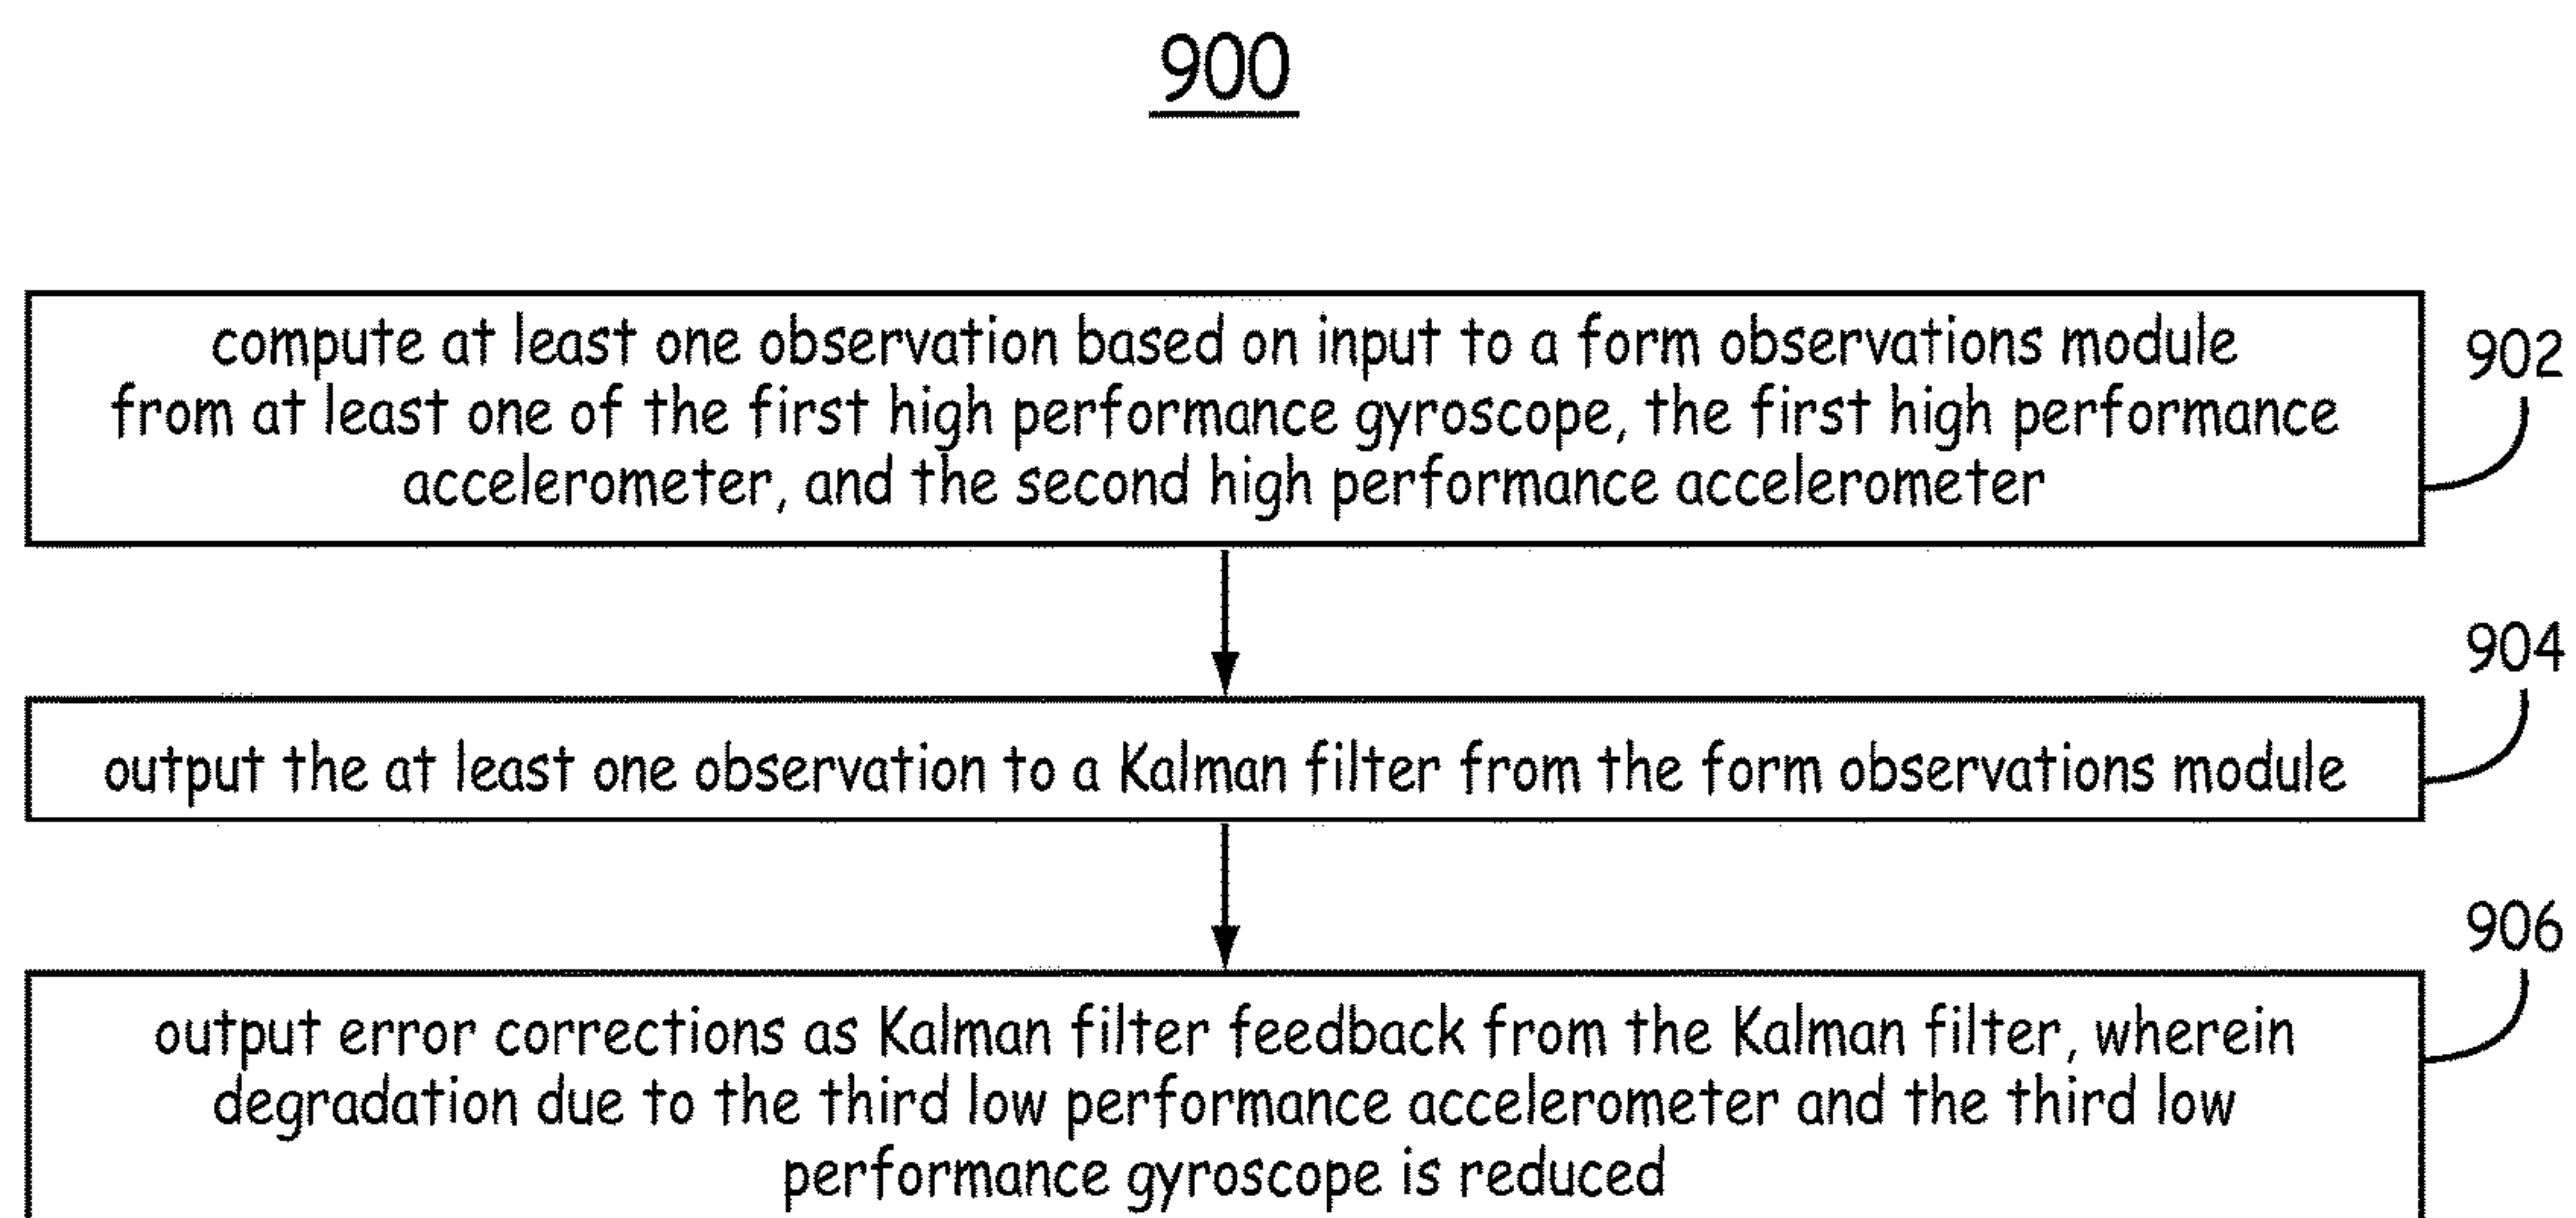 900
compute at least one observation based on input to a form observations module
from at least one of the first high performance gyroscope, the first high performance
accelerometer, and the second high performance accelerometer
902
904
output the at least one observation to a Kalman filter from the form observations module
906
output error corrections as Kalman filter feedback from the Kalman filter, wherein
degradation due to the third low performance accelerometer and the third low
performance gyroscope is reduced